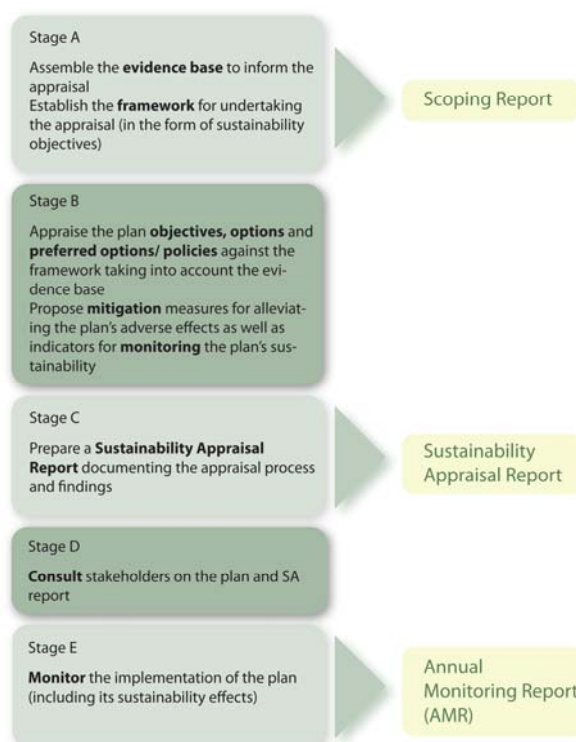 Stage A
Assemble the evidence base to inform the
appraisal
Establish the framework for undertaking
the appraisal (in the form of sustainability
objectives)
Scoping Report
Stage B
Appraise the plan objectives, options and
preferred options/ policies against the
framework taking into account the evi-
dence base
Propose mitigation measures for alleviat-
ing the plan's adverse effects as well as
indicators for monitoring the plan's sus-
tainability
Stage C
Prepare a Sustainability Appraisal
Report documenting the appraisal process
and findings
Sustainability
Appraisal Report
Stage D
Consult stakeholders on the plan and SA
report
Stage E
Monitor the implementation of the plan
(including its sustainability effects)
Annual
Monitoring Report
(AMR)